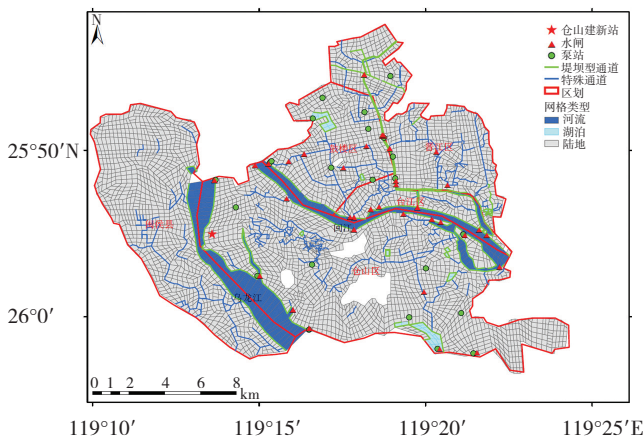 N
仓山建新站
水闸
泵站
堤坝型通道
特殊通道
区划
网格类型
河流
湖泊
陆地
25°50′N
仓山区
乌龙江
26°0′
0 1 2 4 6 8
km
119°10′ 119°15′ 119°20′ 119°25′E